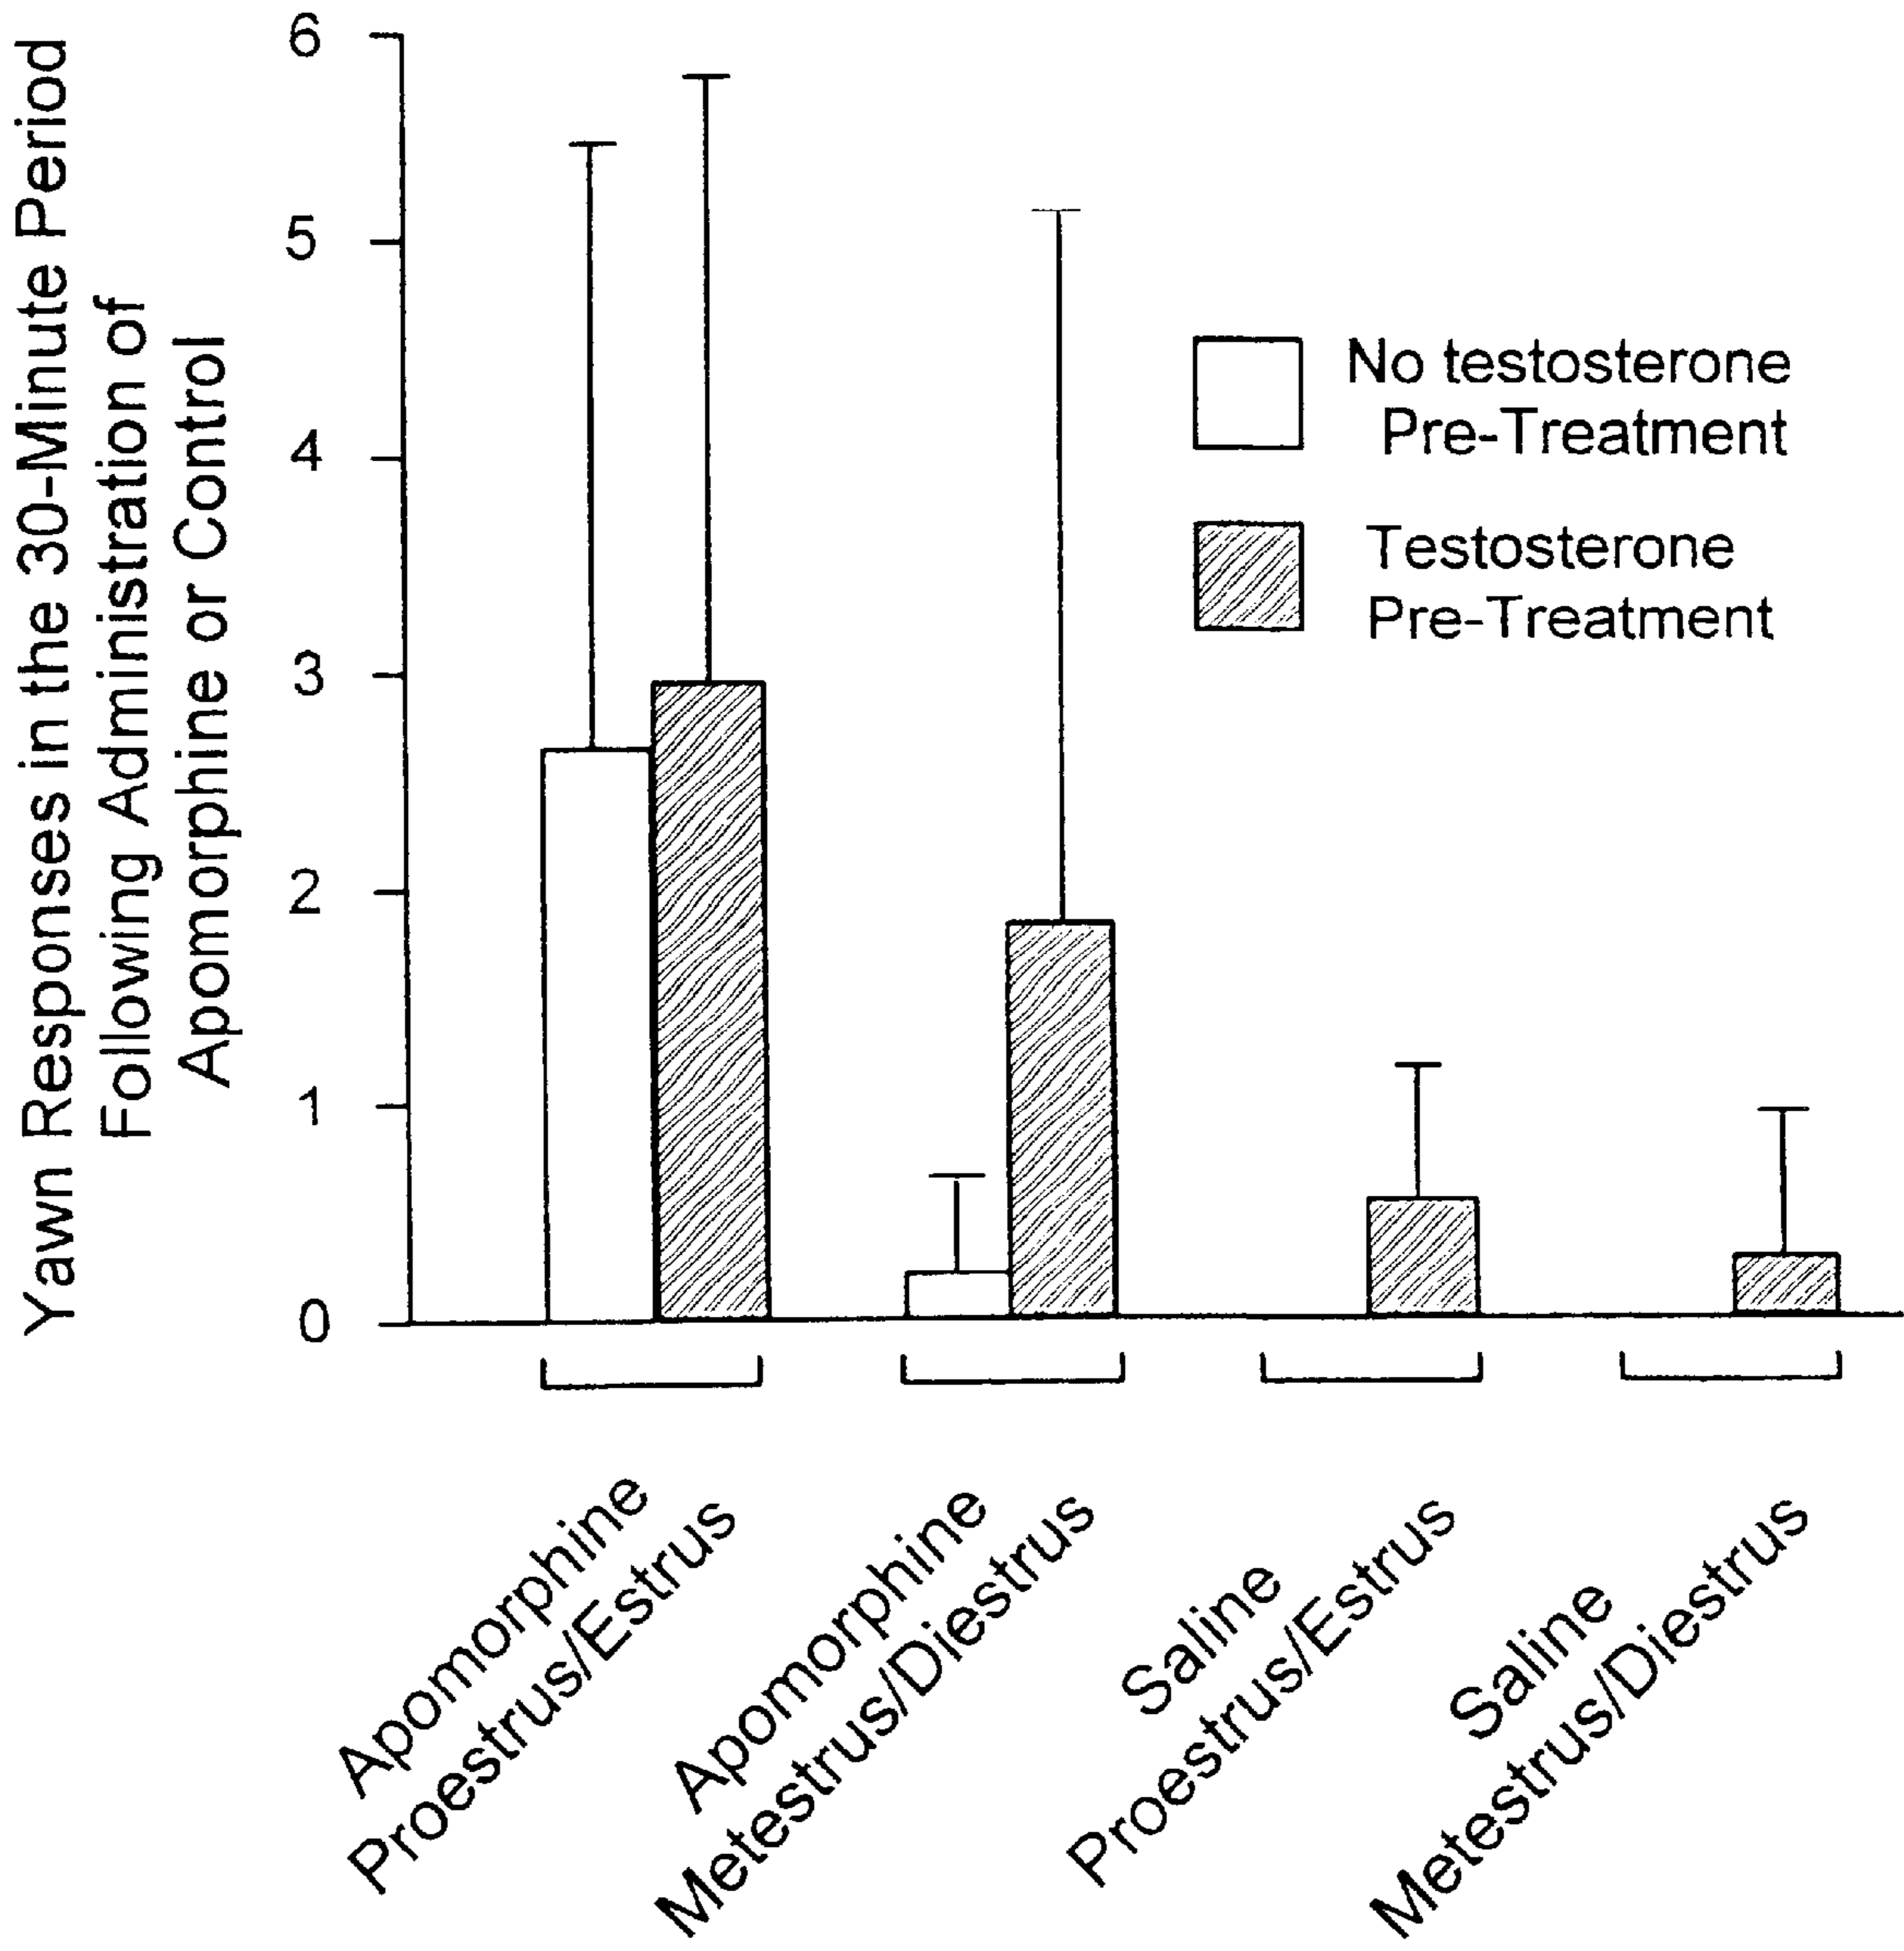 Yawn Responses in the 30-Minute Period
Following Administration of
Apomorphine or Control
6
5
4
3
2
1
0
No testosterone
Pre-Treatment
Testosterone
Pre-Treatment
Apomorphine
Proestrus/Estrus
Apomorphine
Metestrus/Diestrus
Saline
Proestrus/Estrus
Saline
Metestrus/Diestrus